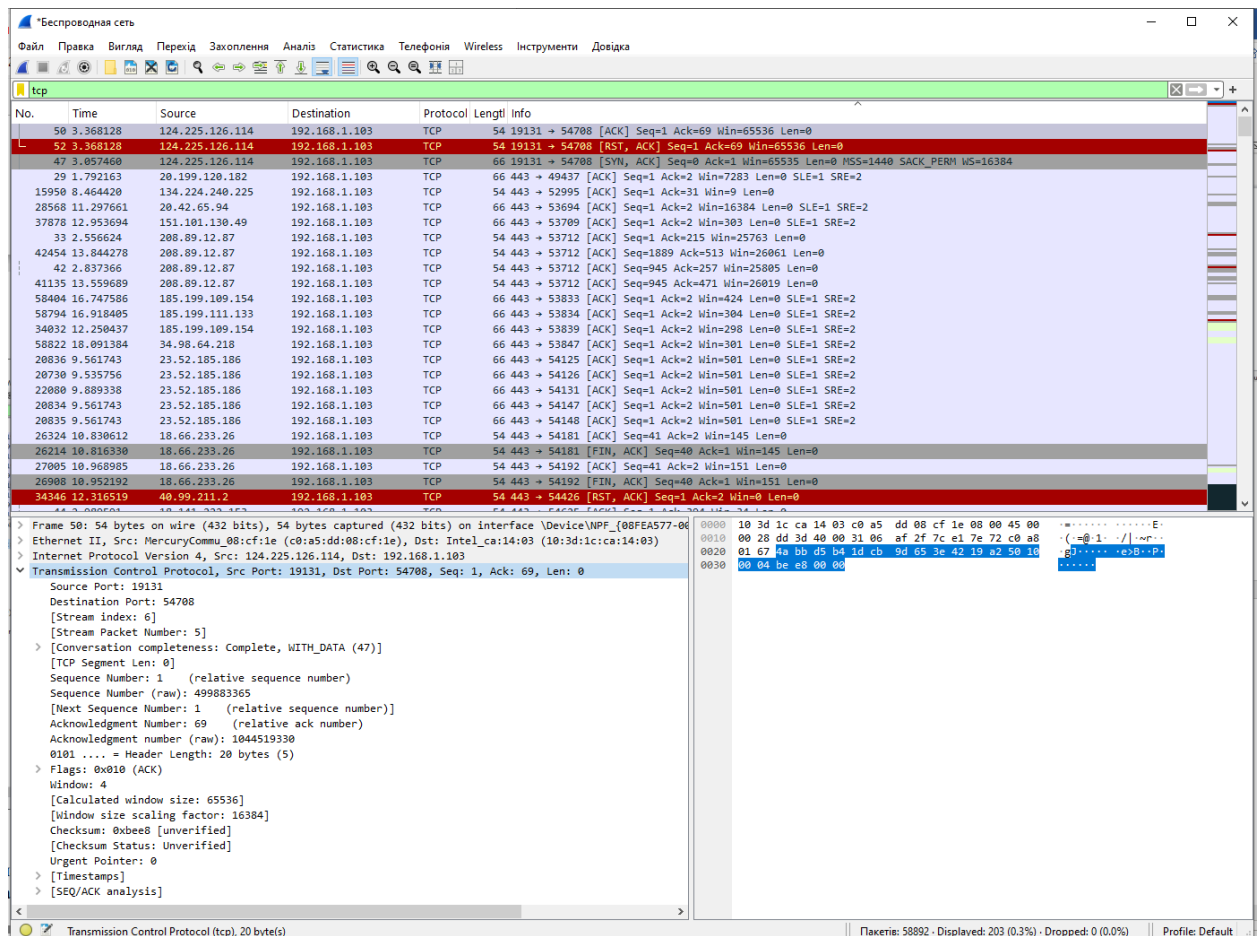 *Беспроводная сеть
Файл Правка Вигляд Перехід Захоплення Аналіз Статистика Телефонія Wireless Інструменти Довідка
tcp
No. Time Source Destination Protocol Lengtl Info
50 3.368128 124.225.126.114 192.168.1.103 TCP 54 19131 → 54708 [ACK] Seq=1 Ack=69 Win=65536 Len=0
52 3.368128 124.225.126.114 192.168.1.103 TCP 54 19131 → 54708 [RST, ACK] Seq=1 Ack=69 Win=65536 Len=0
47 3.057460 124.225.126.114 192.168.1.103 TCP 66 19131 → 54708 [SYN, ACK] Seq=0 Ack=1 Win=65535 Len=0 MSS=1440 SACK_PERM WS=16384
29 1.792163 20.199.120.182 192.168.1.103 TCP 66 443 → 49437 [ACK] Seq=1 Ack=2 Win=7283 Len=0 SLE=1 SRE=2
15950 8.464420 134.224.240.225 192.168.1.103 TCP 54 443 → 52995 [ACK] Seq=1 Ack=31 Win=9 Len=0
28568 11.297661 20.42.65.94 192.168.1.103 TCP 66 443 → 53694 [ACK] Seq=1 Ack=2 Win=16384 Len=0 SLE=1 SRE=2
37878 12.953694 151.101.130.49 192.168.1.103 TCP 66 443 → 53709 [ACK] Seq=1 Ack=2 Win=303 Len=0 SLE=1 SRE=2
33 2.556624 208.89.12.87 192.168.1.103 TCP 54 443 → 53712 [ACK] Seq=1 Ack=215 Win=25763 Len=0
42454 13.844278 208.89.12.87 192.168.1.103 TCP 54 443 → 53712 [ACK] Seq=1889 Ack=513 Win=26061 Len=0
42 2.837366 208.89.12.87 192.168.1.103 TCP 54 443 → 53712 [ACK] Seq=945 Ack=257 Win=25805 Len=0
41135 13.559689 208.89.12.87 192.168.1.103 TCP 54 443 → 53712 [ACK] Seq=945 Ack=471 Win=26019 Len=0
58404 16.747586 185.199.109.154 192.168.1.103 TCP 66 443 → 53833 [ACK] Seq=1 Ack=2 Win=424 Len=0 SLE=1 SRE=2
58794 16.918405 185.199.111.133 192.168.1.103 TCP 66 443 → 53834 [ACK] Seq=1 Ack=2 Win=304 Len=0 SLE=1 SRE=2
34032 12.250437 185.199.109.154 192.168.1.103 TCP 66 443 → 53839 [ACK] Seq=1 Ack=2 Win=298 Len=0 SLE=1 SRE=2
58822 18.091384 34.98.64.218 192.168.1.103 TCP 66 443 → 53847 [ACK] Seq=1 Ack=2 Win=301 Len=0 SLE=1 SRE=2
20836 9.561743 23.52.185.186 192.168.1.103 TCP 66 443 → 54125 [ACK] Seq=1 Ack=2 Win=501 Len=0 SLE=1 SRE=2
20730 9.535756 23.52.185.186 192.168.1.103 TCP 66 443 → 54126 [ACK] Seq=1 Ack=2 Win=501 Len=0 SLE=1 SRE=2
22080 9.889338 23.52.185.186 192.168.1.103 TCP 66 443 → 54131 [ACK] Seq=1 Ack=2 Win=501 Len=0 SLE=1 SRE=2
20834 9.561743 23.52.185.186 192.168.1.103 TCP 66 443 → 54147 [ACK] Seq=1 Ack=2 Win=501 Len=0 SLE=1 SRE=2
20835 9.561743 23.52.185.186 192.168.1.103 TCP 66 443 → 54148 [ACK] Seq=1 Ack=2 Win=501 Len=0 SLE=1 SRE=2
26324 10.830612 18.66.233.26 192.168.1.103 TCP 54 443 → 54181 [ACK] Seq=41 Ack=2 Win=145 Len=0
26214 10.816330 18.66.233.26 192.168.1.103 TCP 54 443 → 54181 [FIN, ACK] Seq=40 Ack=1 Win=145 Len=0
27005 10.968985 18.66.233.26 192.168.1.103 TCP 54 443 → 54192 [ACK] Seq=41 Ack=2 Win=151 Len=0
26908 10.952192 18.66.233.26 192.168.1.103 TCP 54 443 → 54192 [FIN, ACK] Seq=40 Ack=1 Win=151 Len=0
34346 12.316519 40.99.211.2 192.168.1.103 TCP 54 443 → 54426 [RST, ACK] Seq=1 Ack=2 Win=0 Len=0
Frame 50: 54 bytes on wire (432 bits), 54 bytes captured (432 bits) on interface \Device\NPF_{08FEA577-00
Ethernet II, Src: MercuryCommu_08:cf:1e (c0:a5:dd:08:cf:1e), Dst: Intel_ca:14:03 (10:3d:1c:ca:14:03)
Internet Protocol Version 4, Src: 124.225.126.114, Dst: 192.168.1.103
Transmission Control Protocol, Src Port: 19131, Dst Port: 54708, Seq: 1, Ack: 69, Len: 0
Source Port: 19131
Destination Port: 54708
[Stream index: 6]
[Stream Packet Number: 5]
[Conversation completeness: Complete, WITH_DATA (47)]
[TCP Segment Len: 0]
Sequence Number: 1 (relative sequence number)
Sequence Number (raw): 499883365
[Next Sequence Number: 1 (relative sequence number)]
Acknowledgment Number: 69 (relative ack number)
Acknowledgment number (raw): 1044519330
0101 .... = Header Length: 20 bytes (5)
Flags: 0x010 (ACK)
Window: 4
[Calculated window size: 65536]
[Window size scaling factor: 16384]
Checksum: 0xbee8 [unverified]
[Checksum Status: Unverified]
Urgent Pointer: 0
[Timestamps]
[SEQ/ACK analysis]
0000 10 3d 1c ca 14 03 c0 a5 dd 08 cf 1e 08 00 45 00 ·=······ ······E·
0010 00 28 dd 3d 40 00 31 06 af 2f 7c e1 7e 72 c0 a8 ·(·=@·1· ·/|·~r··
0020 01 67 4a bb d5 b4 1d cb 9d 65 3e 42 19 a2 50 10 ·gJ····· ·e>B··P·
0030 00 04 be e8 00 00 ······
Transmission Control Protocol (tcp), 20 byte(s)
Пакетів: 58892 · Displayed: 203 (0.3%) · Dropped: 0 (0.0%)
Profile: Default